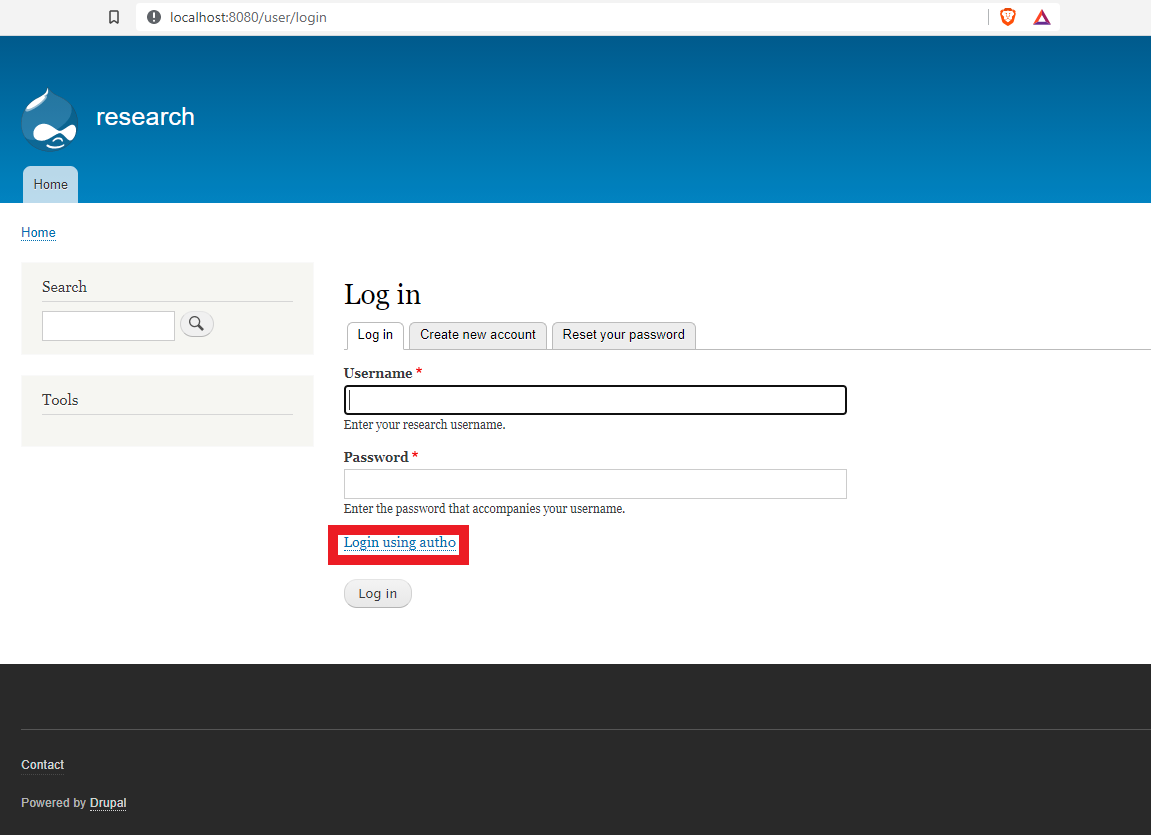 localhost:8080/user/login
research
Home
Home
Search
Tools
Log in
Log in Create new account Reset your password
Username *
Enter your research username.
Password *
Enter the password that accompanies your username.
Login using autho
Log in
Contact
Powered by Drupal